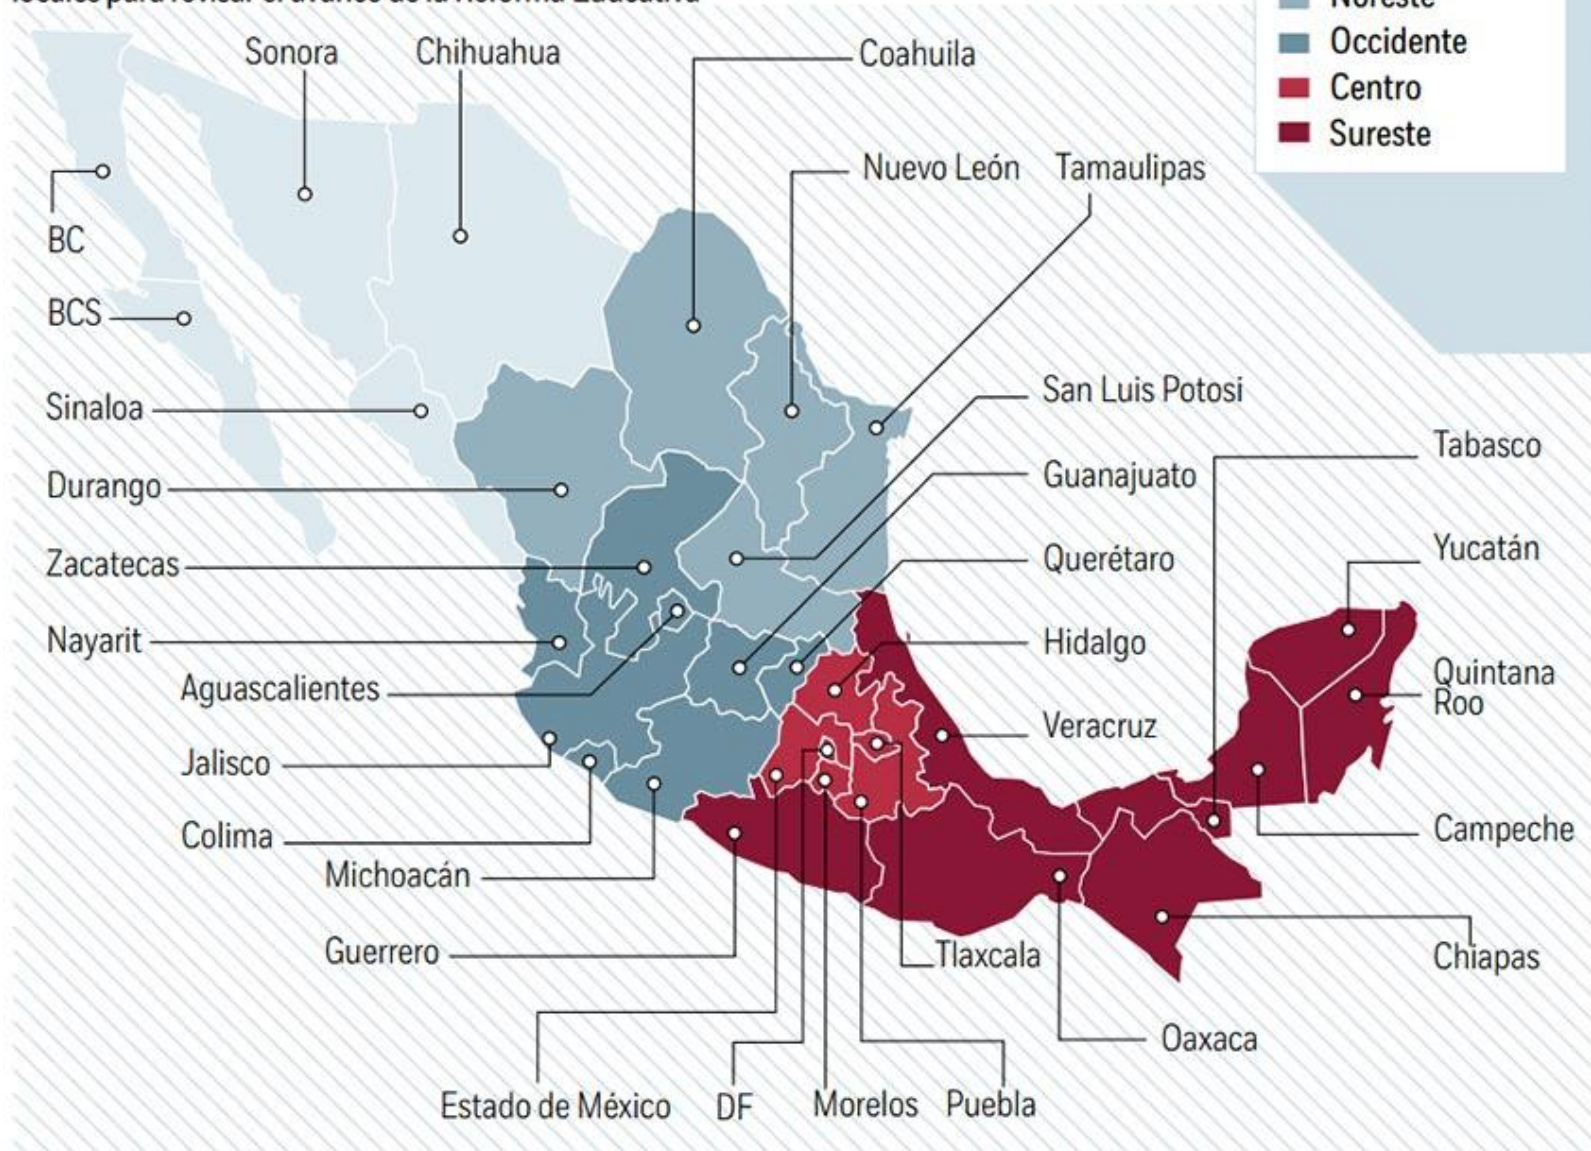 Noreste
Occidente
Centro
Sureste
Sonora
Chihuahua
Coahuila
Nuevo León
Tamaulipas
BC
BCS
Sinaloa
Durango
Zacatecas
Nayarit
Aguascalientes
Jalisco
Colima
Michoacán
Guerrero
San Luis Potosi
Guanajuato
Querétaro
Hidalgo
Veracruz
Tabasco
Yucatán
Quintana
Roo
Campeche
Chiapas
Tlaxcala
Oaxaca
Estado de México
DF
Morelos
Puebla